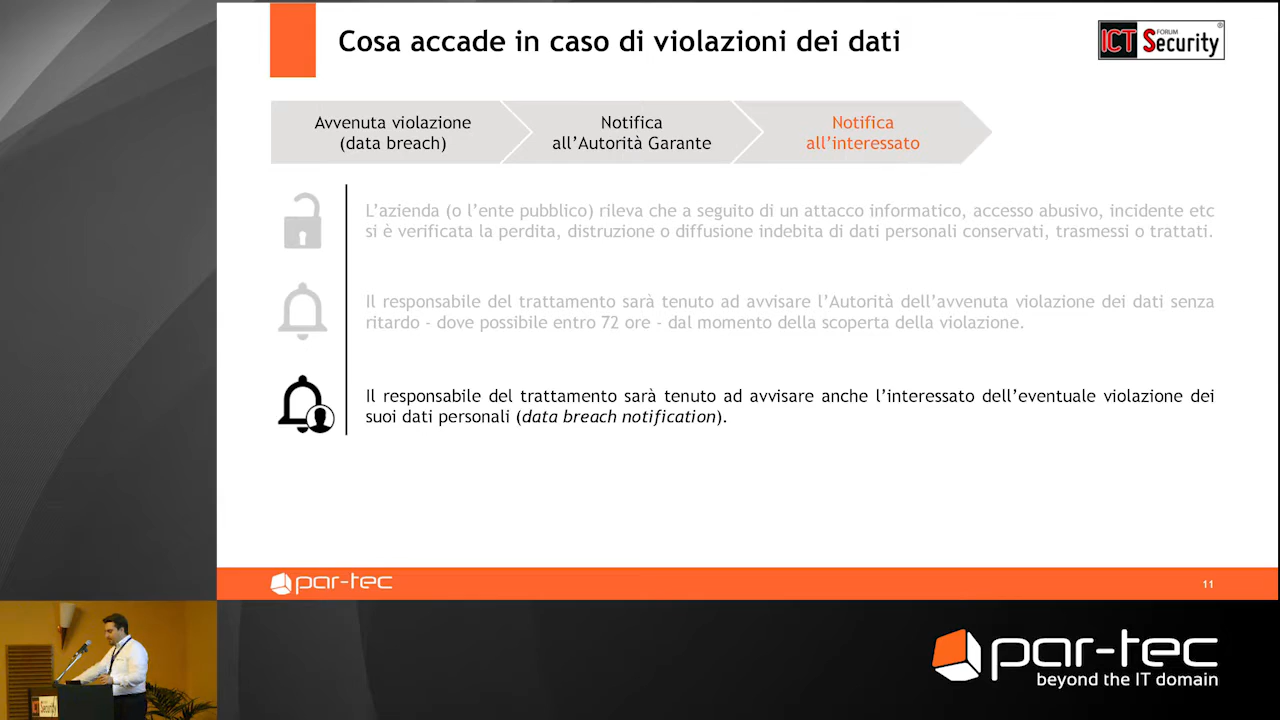 Cosa accade in caso di violazioni dei dati
ICT FORUM Security®
Avvenuta violazione
(data breach)
Notifica
all'Autorità Garante
Notifica
all'interessato
L'azienda (o l'ente pubblico) rileva che a seguito di un attacco informatico, accesso abusivo, incidente etc
si è verificata la perdita, distruzione o diffusione indebita di dati personali conservati, trasmessi o trattati.
Il responsabile del trattamento sarà tenuto ad avvisare l'Autorità dell'avvenuta violazione dei dati senza
ritardo - dove possibile entro 72 ore - dal momento della scoperta della violazione.
Il responsabile del trattamento sarà tenuto ad avvisare anche l'interessato dell'eventuale violazione dei
suoi dati personali (data breach notification).
par-tec
11
par-tec
beyond the IT domain
ICT Security